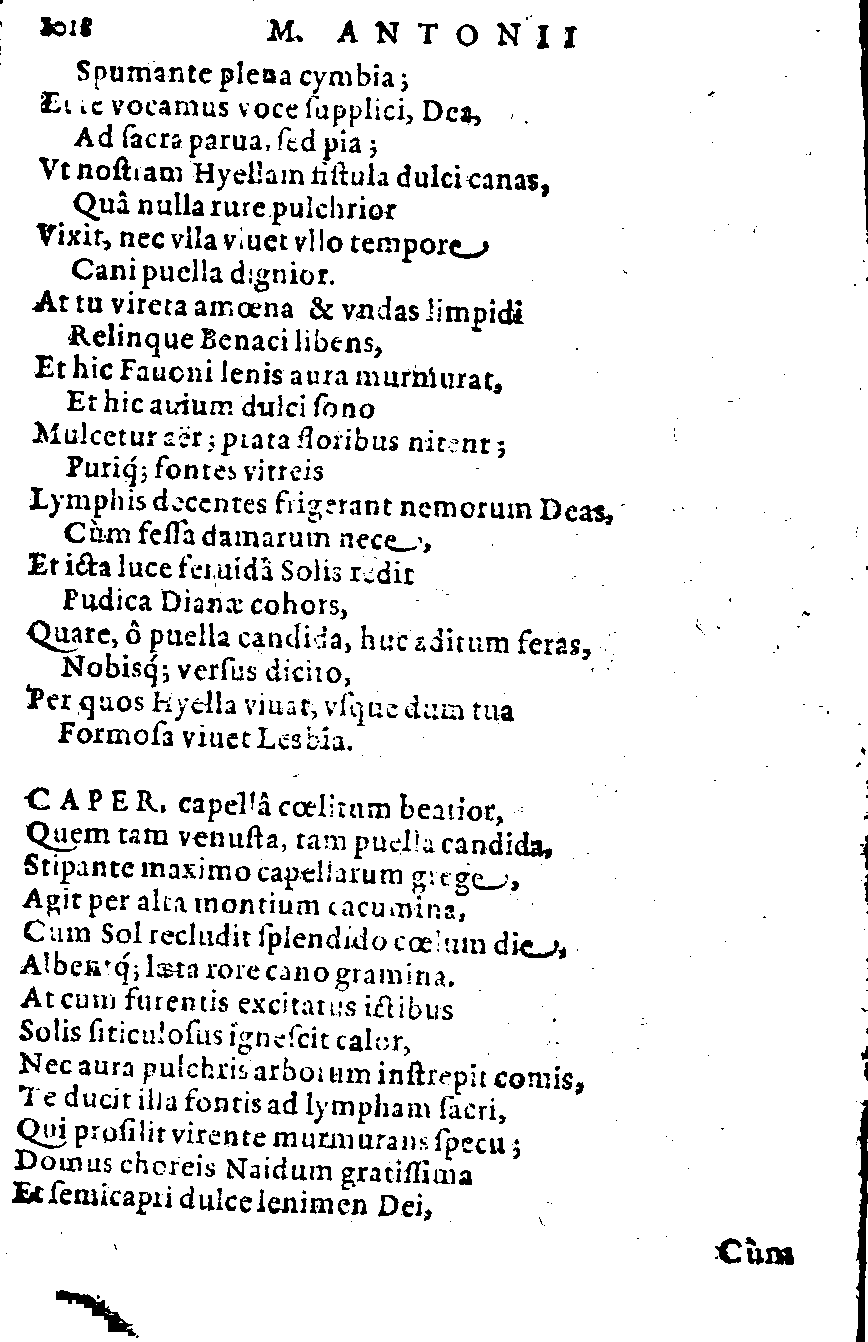 1018 M. ANTONII
Spumante plena cymbia;
Et te vocamus voce ſupplici, Dea,
Ad ſacra parua, ſed pia;
Vt noſtram Hyellam fiſtula dulci canas,
Quâ nulla rure pulchrior
Vixit, nec vlla viuet vllo tempore
Cani puella dignior.
At tu vireta amœna & vndas limpidi
Relinque Benaci libens,
Et hic Fauoni lenis aura murmurat,
Et hic auium dulci ſono
Mulcetur aër; prata floribus nitent;
Puriq́; fontes vitreis
Lymphis decentes frigerant nemorum Deas,
Cùm feſſa damarum nece,
Et icta luce feruidâ Solis redit
Pudica Dianæ cohors,
Quare, ô puella candida, huc aditum feras,
Nobisq́; verſus dicito,
Per quos Hyella viuat, vſque dum tua
Formoſa viuet Lesbia.
CAPER, capellâ cœlitum beatior,
Quem tam venuſta, tam puella candida,
Stipante maximo capellarum grege,
Agit per alta montium cacumina,
Cum Sol recludit ſplendido cœlum die,
Albentq́; læta rore cano gramina.
At cum furentis excitatus ictibus
Solis ſiticuloſus igneſcit calor,
Nec aura pulchris arborum inſtrepit comis,
Te ducit illa fontis ad lympham ſacri,
Qui proſilit virente murmurans ſpecu;
Domus choreis Naidum gratiſſima
Et ſemicapri dulce lenimen Dei,
Cùm